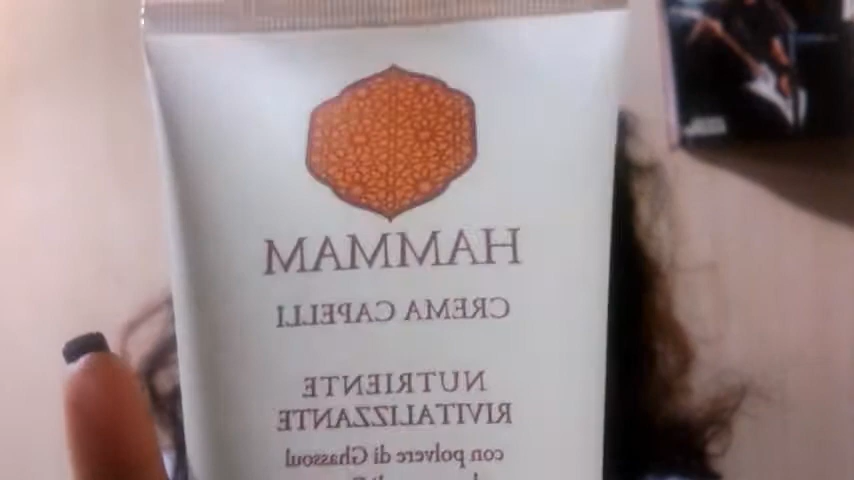 HAMMAM
CREMA CAPELLI
NUTRIENTE
RIVITALIZZANTE
con polvere di Ghassoul